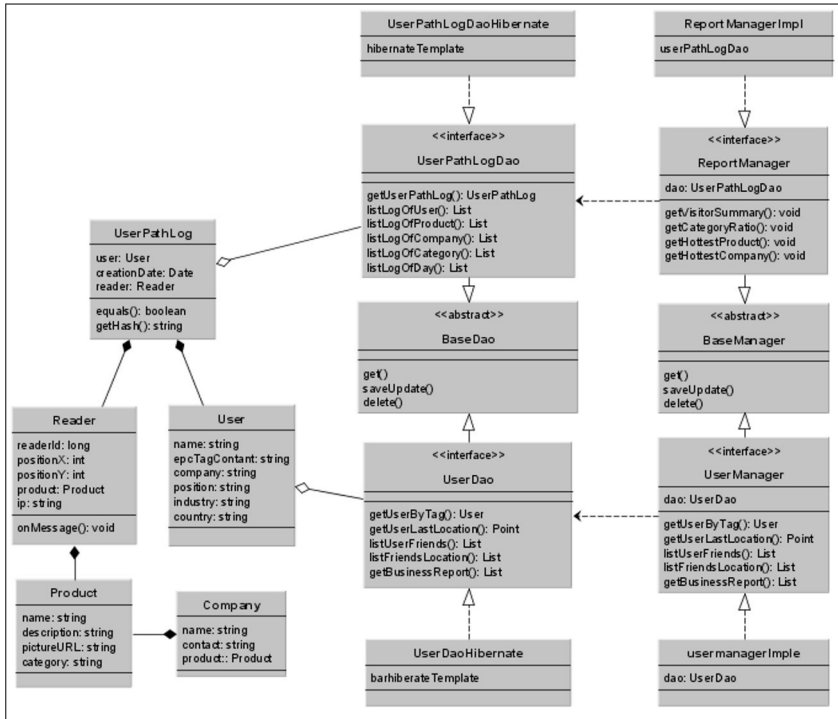 UserPathLogDaoHibernate
hibernateTemplate
ReportManagerImpl
userPathLogDao
<<interface>>
UserPathLogDao
getUserPathLog(): UserPathLog
listLogOfUser(): List
listLogOfProduct(): List
listLogOfCompany(): List
listLogOfCategory(): List
listLogOfDay(): List
<<interface>>
ReportManager
dao: UserPathLogDao
getVisitorSummary(): void
getCategoryRatio(): void
getHottestProduct(): void
getHottestCompany(): void
UserPathLog
user: User
creationDate: Date
reader: Reader
equals(): boolean
getHash(): string
<<abstract>>
BaseDao
get()
saveUpdate()
delete()
<<abstract>>
BaseManager
get()
saveUpdate()
delete()
Reader
readerId: long
positionX: int
positionY: int
product: Product
ip: string
onMessage(): void
User
name: string
epcTagContant: string
company: string
position: string
industry: string
country: string
<<interface>>
UserDao
getUserByTag(): User
getUserLastLocation(): Point
listUserFriends(): List
listFriendsLocation(): List
getBusinessReport(): List
<<interface>>
UserManager
dao: UserDao
getUserByTag(): User
getUserLastLocation(): Point
listUserFriends(): List
listFriendsLocation(): List
getBusinessReport(): List
Product
name: string
description: string
pictureURL: string
category: string
Company
name: string
contact: string
product:: Product
UserDaoHibernate
barhiberateTemplate
usermanagerImple
dao: UserDao